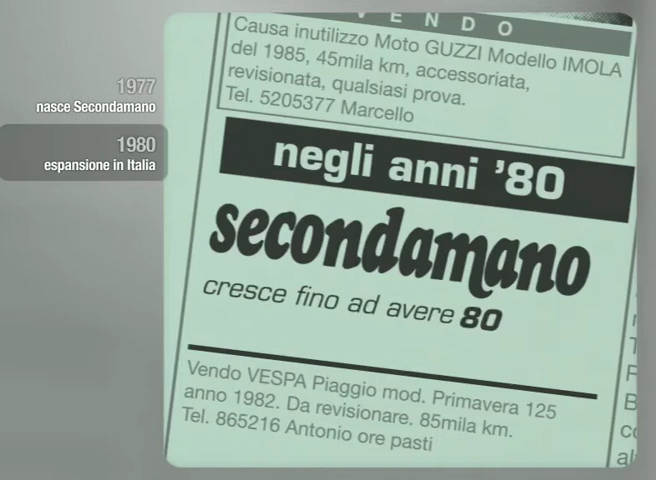 VENDO
Causa inutilizzo Moto GUZZI Modello IMOLA
del 1985, 45mila km, accessoriata,
revisionata, qualsiasi prova.
Tel. 5205377 Marcello
1977
nasce Secondamano
1980
espansione in Italia
negli anni '80
secondamano
cresce fino ad avere 80
Vendo VESPA Piaggio mod. Primavera 125
anno 1982. Da revisionare. 85mila km.
Tel. 865216 Antonio ore pasti